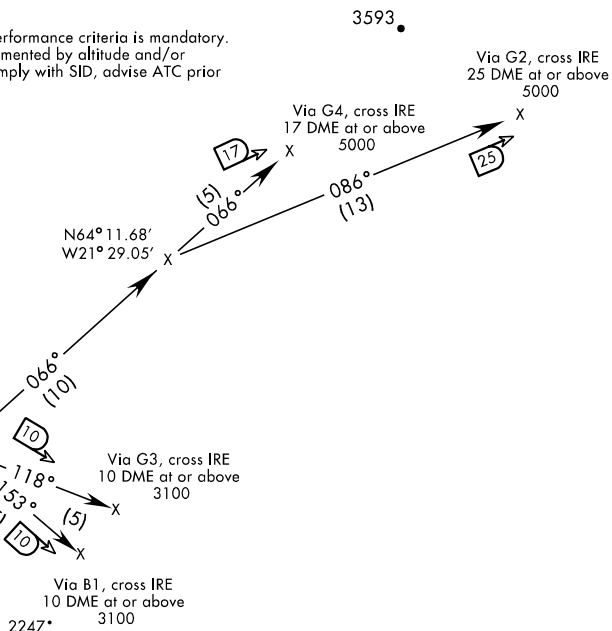 3593
erformance criteria is mandatory.
mented by altitude and/or
mply with SID, advise ATC prior
Via G2, cross IRE
25 DME at or above
5000
Via G4, cross IRE
17 DME at or above
5000
17
25
(5)
066°
086°
(13)
N64° 11.68'
W21° 29.05'
066°
(10)
10
Via G3, cross IRE
10 DME at or above
3100
118°
153°
(5)
10
Via B1, cross IRE
10 DME at or above
3100
2247